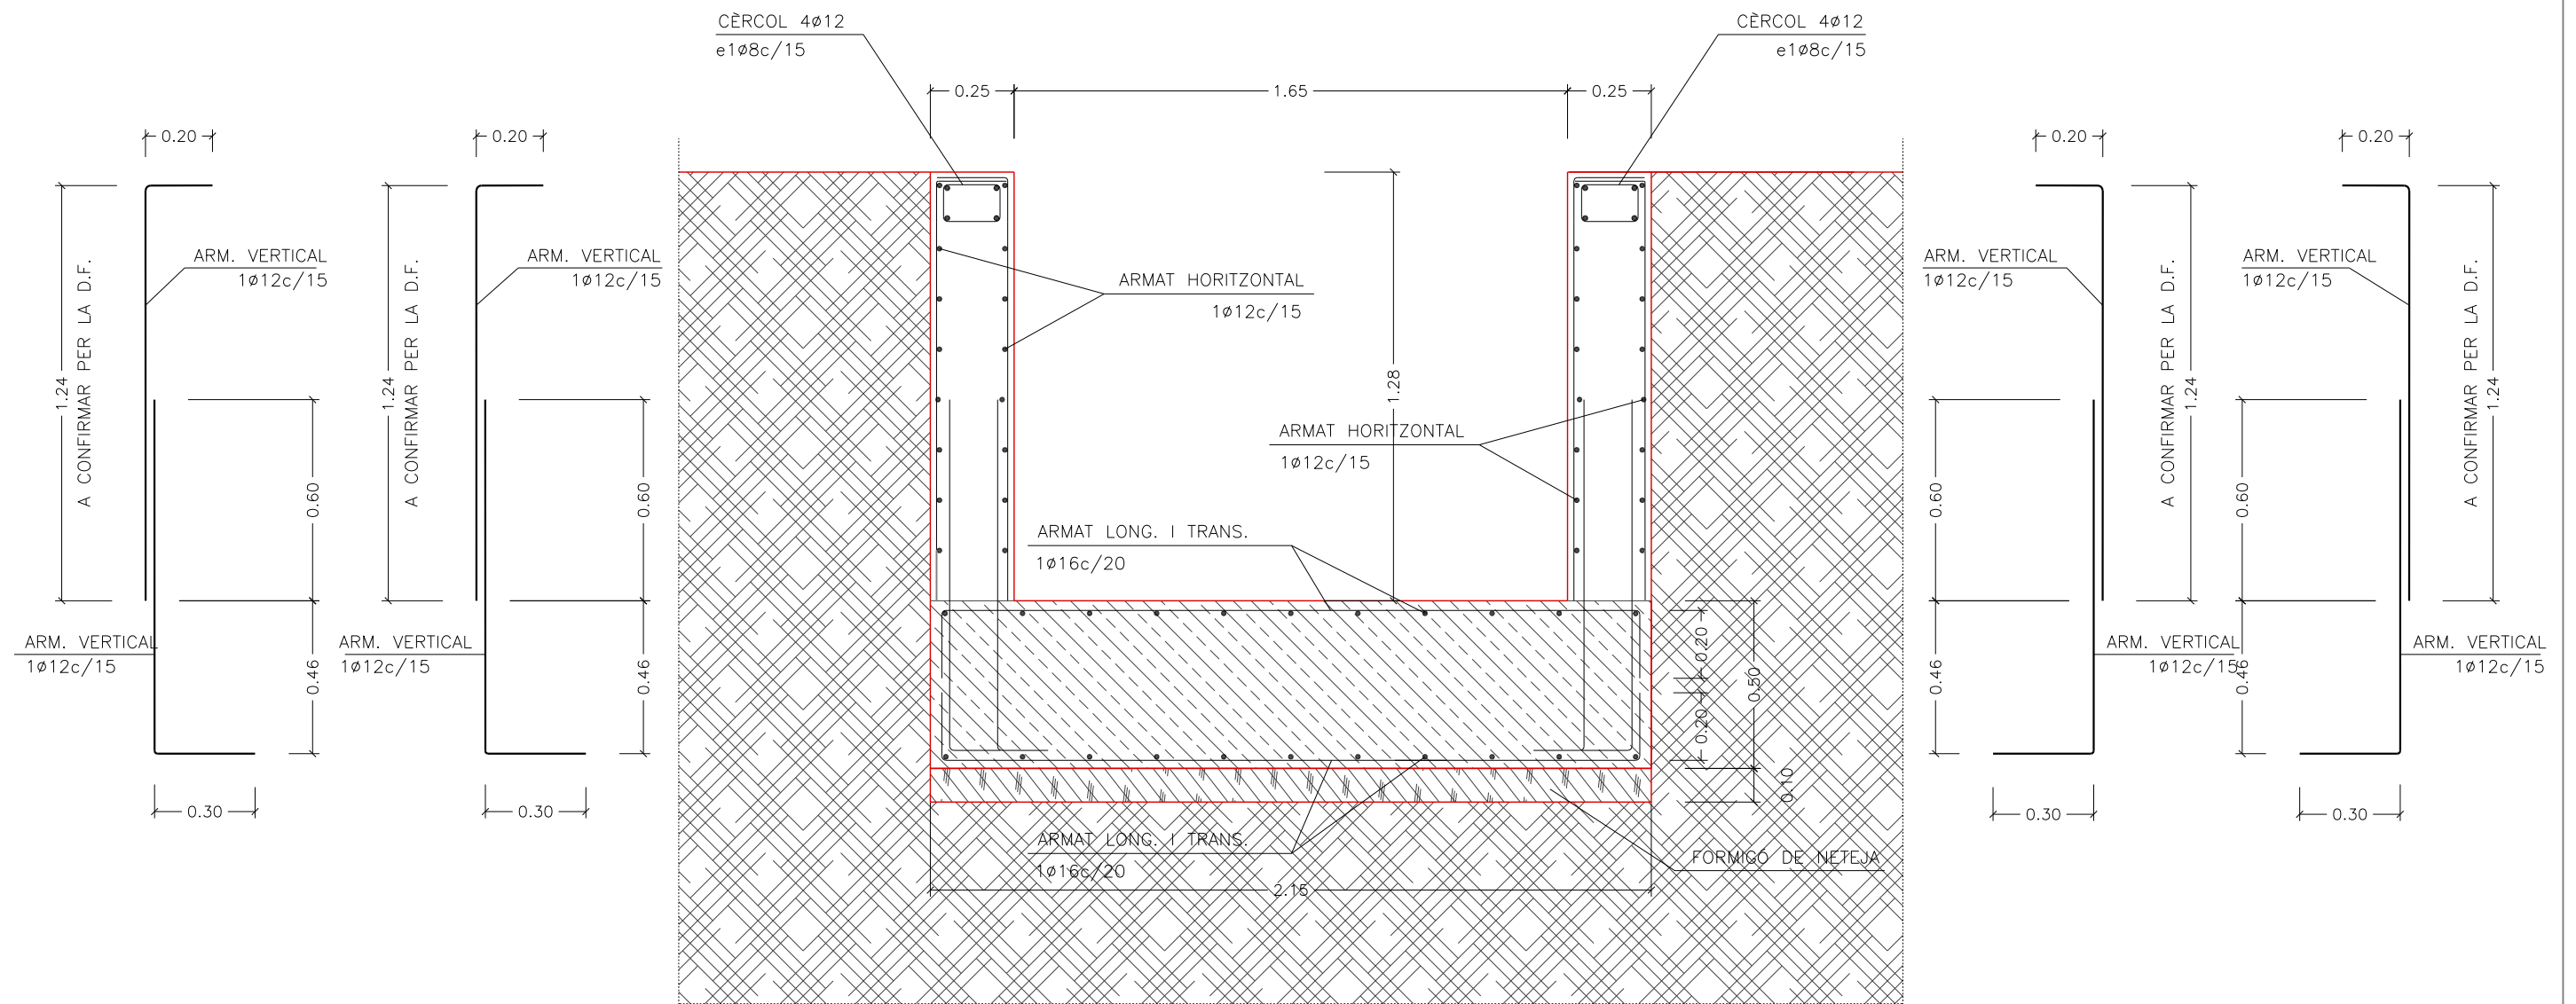 CÈRCOL 4ø12
e1ø8c/15
CÈRCOL 4ø12
e1ø8c/15
0.25
1.65
0.25
0.20
0.20
0.20
0.20
ARM. VERTICAL
1ø12c/15
ARM. VERTICAL
1ø12c/15
ARM. VERTICAL
1ø12c/15
ARM. VERTICAL
1ø12c/15
1.24
A CONFIRMAR PER LA D.F.
1.24
A CONFIRMAR PER LA D.F.
A CONFIRMAR PER LA D.F.
1.24
A CONFIRMAR PER LA D.F.
1.24
ARMAT HORITZONTAL
1ø12c/15
1.28
ARMAT HORITZONTAL
1ø12c/15
0.60
0.60
0.60
0.60
ARMAT LONG. I TRANS.
1ø16c/20
ARM. VERTICAL
1ø12c/15
ARM. VERTICAL
1ø12c/15
ARM. VERTICAL
1ø12c/15
ARM. VERTICAL
1ø12c/15
0.46
0.46
0.46
0.46
0.20
0.20
0.50
0.10
0.30
0.30
0.30
0.30
ARMAT LONG. I TRANS.
1ø16c/20
FORMIGÓ DE NETEJA
2.15